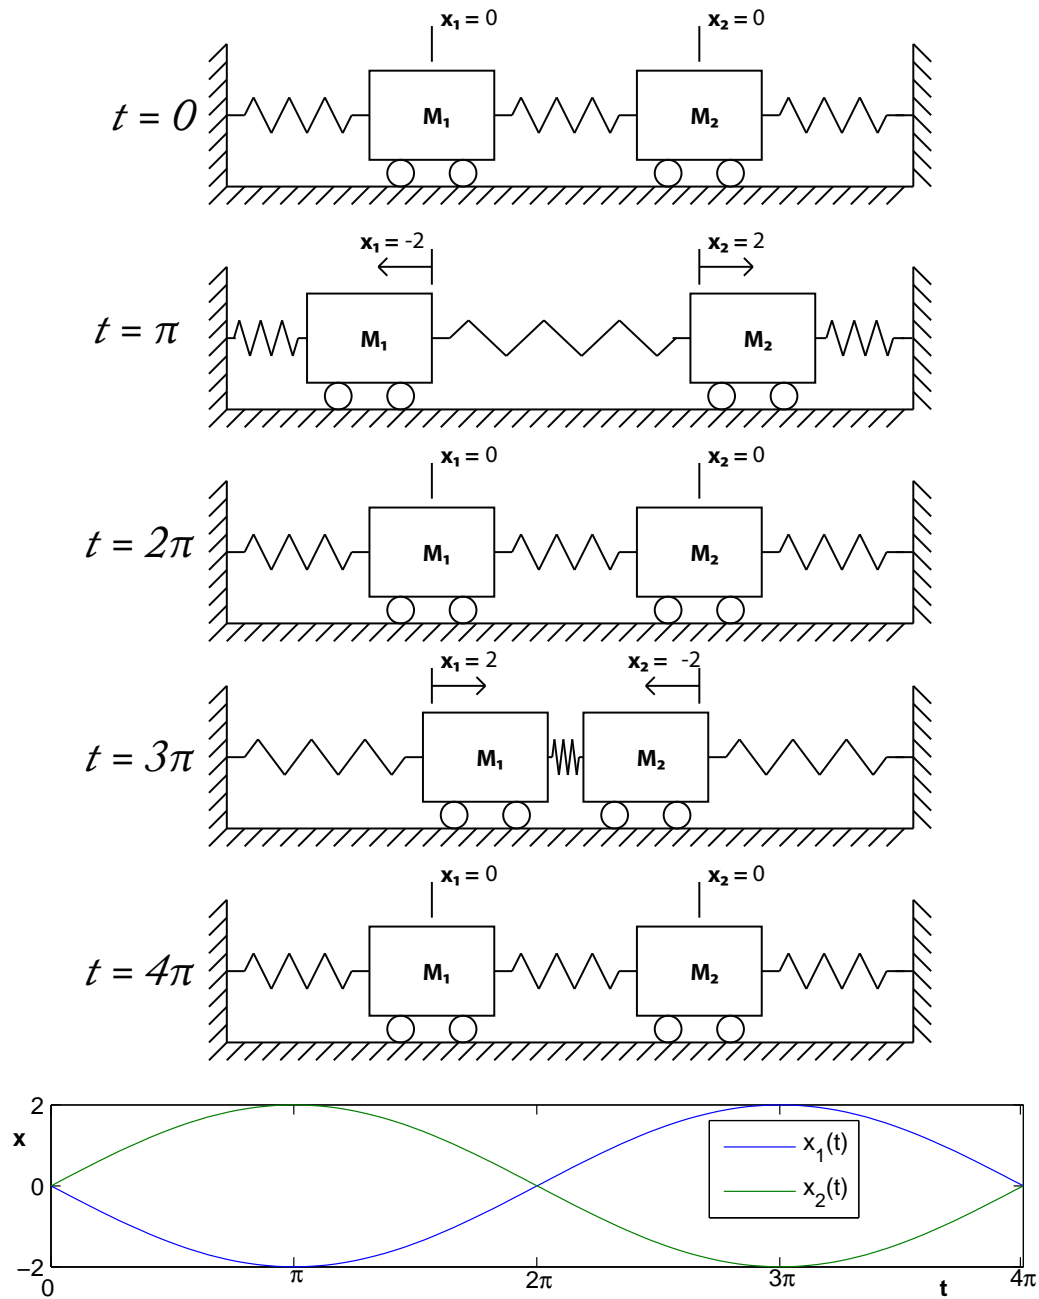 x₁ = 0 x₂ = 0
t = 0 M₁ M₂
x₁ = -2 x₂ = 2
t = π M₁ M₂
x₁ = 0 x₂ = 0
t = 2π M₁ M₂
x₁ = 2 x₂ = -2
t = 3π M₁ M₂
x₁ = 0 x₂ = 0
t = 4π M₁ M₂
2
x
x₁(t)
0
x₂(t)
−2
0 π 2π 3π t 4π